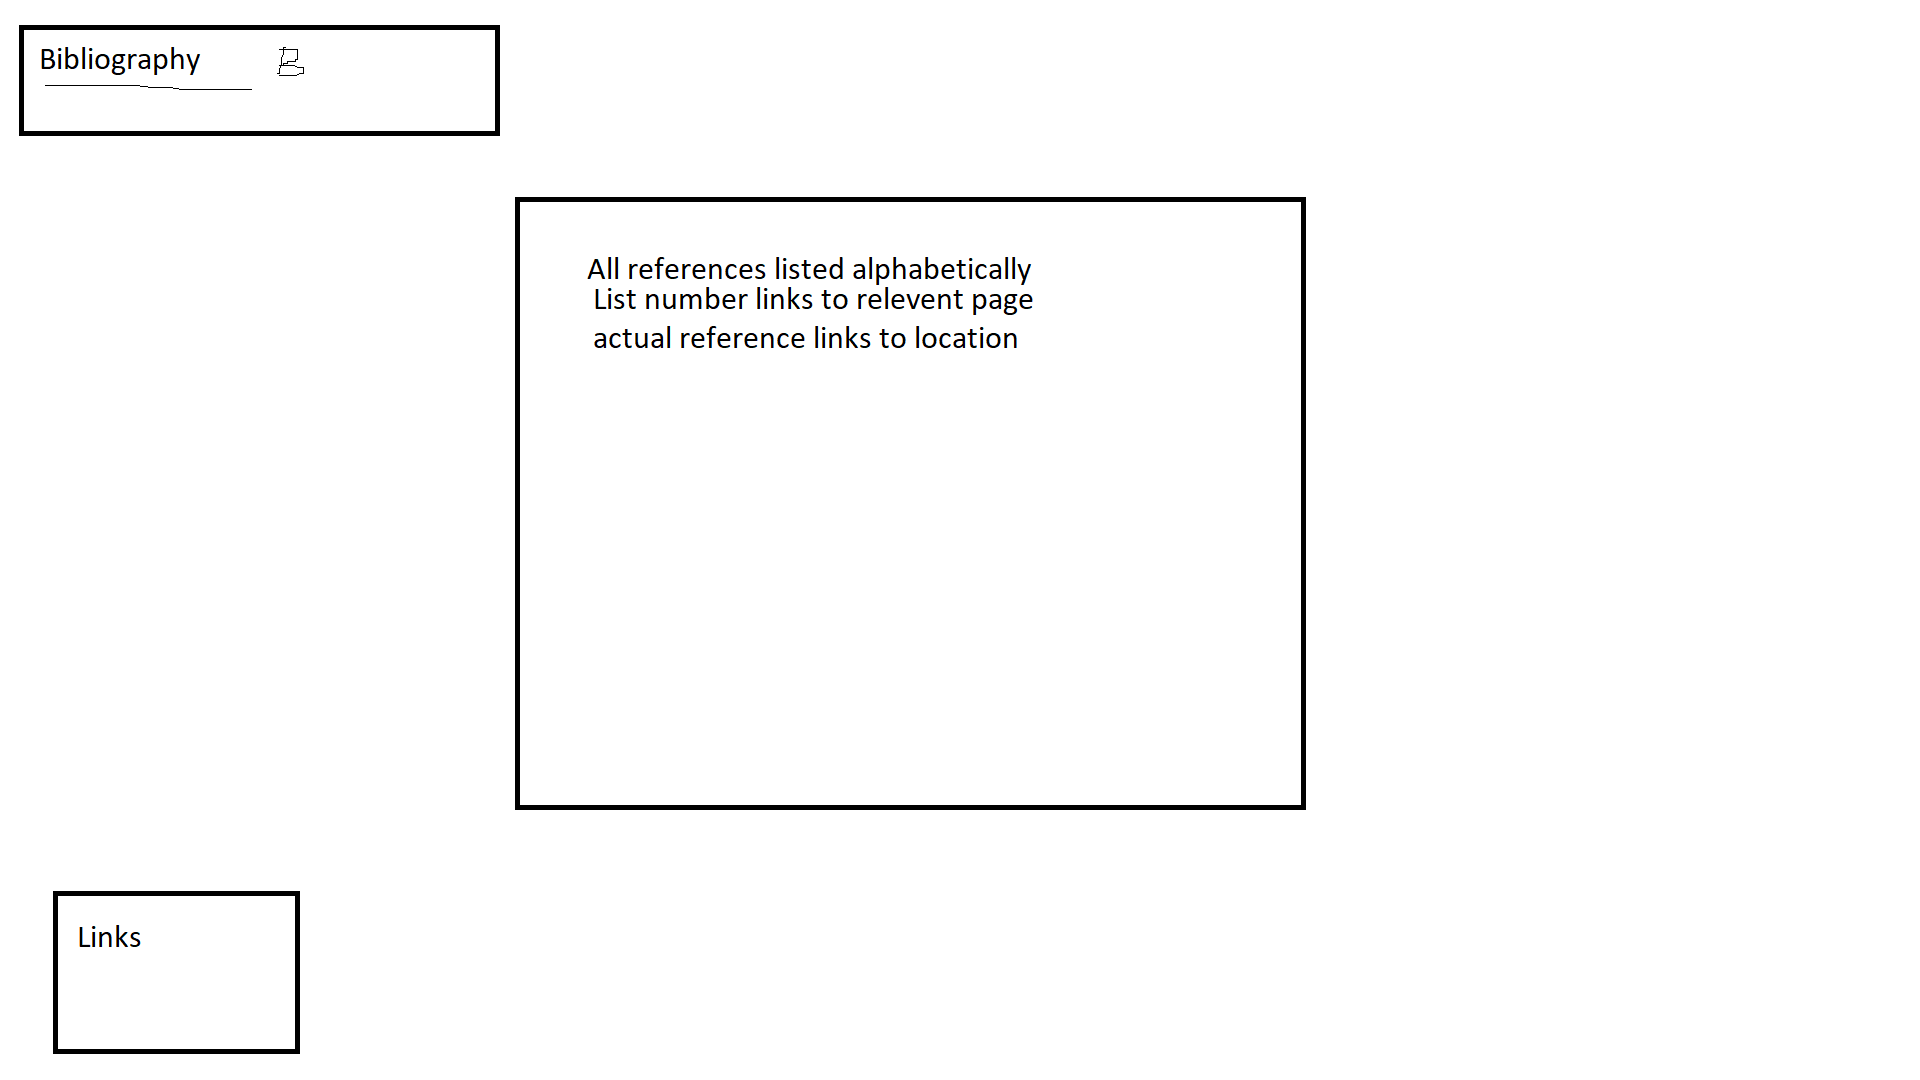 Bibliography
All references listed alphabetically
List number links to relevent page
actual reference links to location
Links